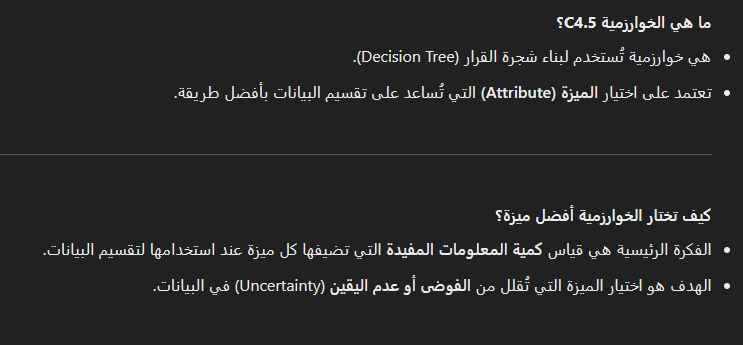 ما هي الخوارزمية C4.5؟
هي خوارزمية تُستخدم لبناء شجرة القرار (Decision Tree).
تعتمد على اختيار الميزة (Attribute) التي تُساعد على تقسيم البيانات بأفضل طريقة.
كيف تختار الخوارزمية أفضل ميزة؟
الفكرة الرئيسية هي قياس كمية المعلومات المفيدة التي تضيفها كل ميزة عند استخدامها لتقسيم البيانات.
الهدف هو اختيار الميزة التي تُقلل من الفوضى أو عدم اليقين (Uncertainty) في البيانات.